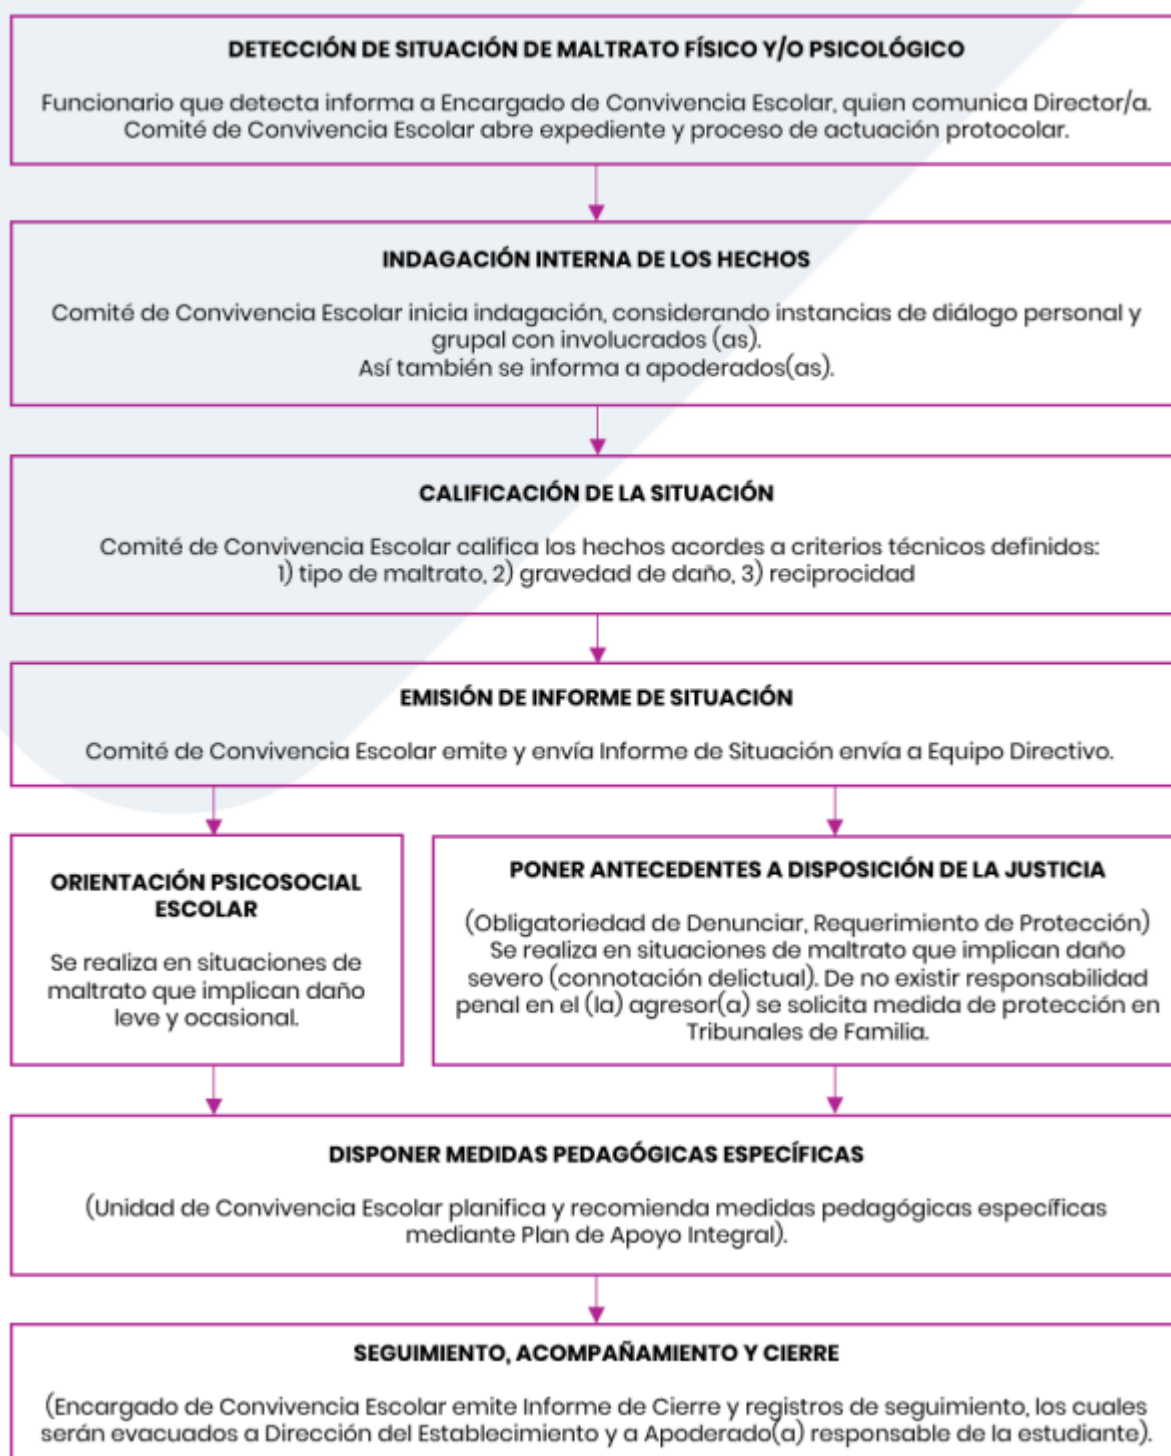 DETECCIÓN DE SITUACIÓN DE MALTRATO FÍSICO Y/O PSICOLÓGICO
Funcionario que detecta informa a Encargado de Convivencia Escolar, quien comunica Director/a.
Comité de Convivencia Escolar abre expediente y proceso de actuación protocolar.
INDAGACIÓN INTERNA DE LOS HECHOS
Comité de Convivencia Escolar inicia indagación, considerando instancias de diálogo personal y
grupal con involucrados (as).
Así también se informa a apoderados(as).
CALIFICACIÓN DE LA SITUACIÓN
Comité de Convivencia Escolar califica los hechos acordes a criterios técnicos definidos:
1) tipo de maltrato, 2) gravedad de daño, 3) reciprocidad
EMISIÓN DE INFORME DE SITUACIÓN
Comité de Convivencia Escolar emite y envía Informe de Situación envía a Equipo Directivo.
ORIENTACIÓN PSICOSOCIAL
ESCOLAR
Se realiza en situaciones de
maltrato que implican daño
leve y ocasional.
PONER ANTECEDENTES A DISPOSICIÓN DE LA JUSTICIA
(Obligatoriedad de Denunciar, Requerimiento de Protección)
Se realiza en situaciones de maltrato que implican daño
severo (connotación delictual). De no existir responsabilidad
penal en el (la) agresor(a) se solicita medida de protección en
Tribunales de Familia.
DISPONER MEDIDAS PEDAGÓGICAS ESPECÍFICAS
(Unidad de Convivencia Escolar planifica y recomienda medidas pedagógicas específicas
mediante Plan de Apoyo Integral).
SEGUIMIENTO, ACOMPAÑAMIENTO Y CIERRE
(Encargado de Convivencia Escolar emite Informe de Cierre y registros de seguimiento, los cuales
serán evacuados a Dirección del Establecimiento y a Apoderado(a) responsable de la estudiante).